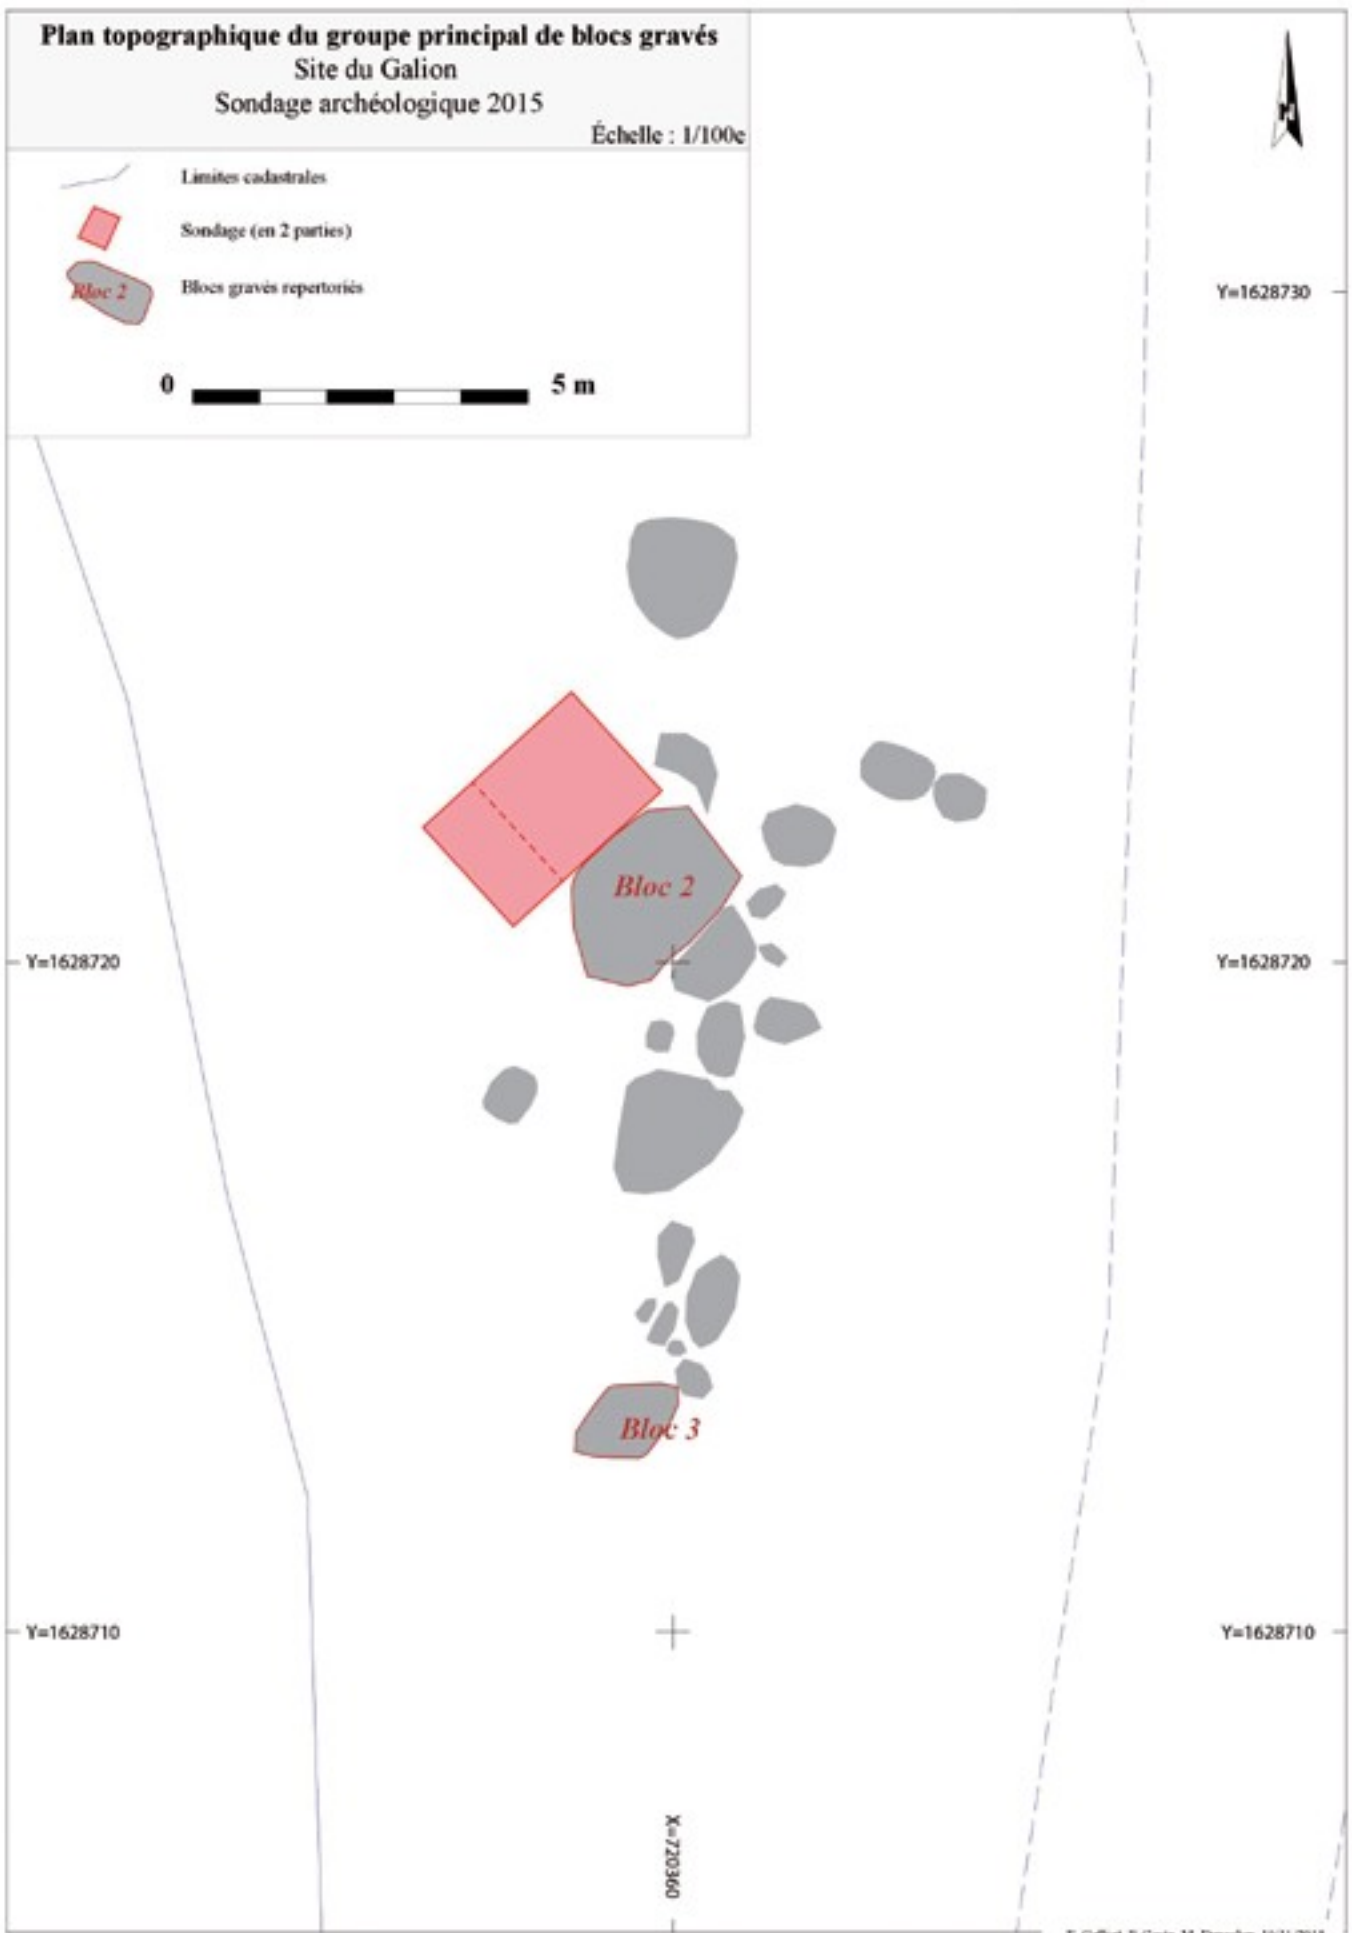 Plan topographique du groupe principal de blocs gravés
Site du Galion
Sondage archéologique 2015
Échelle : 1/100e
Limites cadastrales
Sondage (en 2 parties)
Bloc 2
Blocs gravés repertoriés
0 5 m
Y=1628730
Bloc 2
Y=1628720
Y=1628720
Bloc 3
Y=1628710
Y=1628710
X=720360